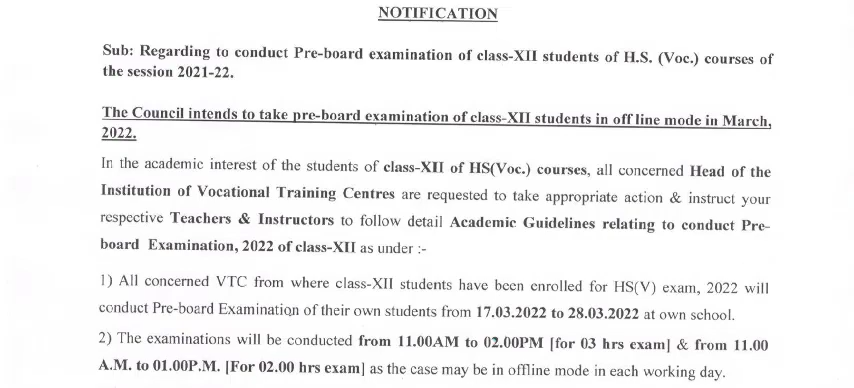 NOTIFICATION
Sub: Regarding to conduct Pre-board examination of class-XII students of H.S. (Voc.) courses of
the session 2021-22.
The Council intends to take pre-board examination of class-XII students in off line mode in March,
2022.
In the academic interest of the students of class-XII of HS(Voc.) courses, all concerned Head of the
Institution of Vocational Training Centres are requested to take appropriate action & instruct your
respective Teachers & Instructors to follow detail Academic Guidelines relating to conduct Pre-
board Examination, 2022 of class-XII as under :-
1) All concerned VTC from where class-XII students have been enrolled for HS(V) exam, 2022 will
conduct Pre-board Examination of their own students from 17.03.2022 to 28.03.2022 at own school.
2) The examinations will be conducted from 11.00AM to 02.00PM [for 03 hrs exam] & from 11.00
A.M. to 01.00P.M. [For 02.00 hrs exam] as the case may be in offline mode in each working day.